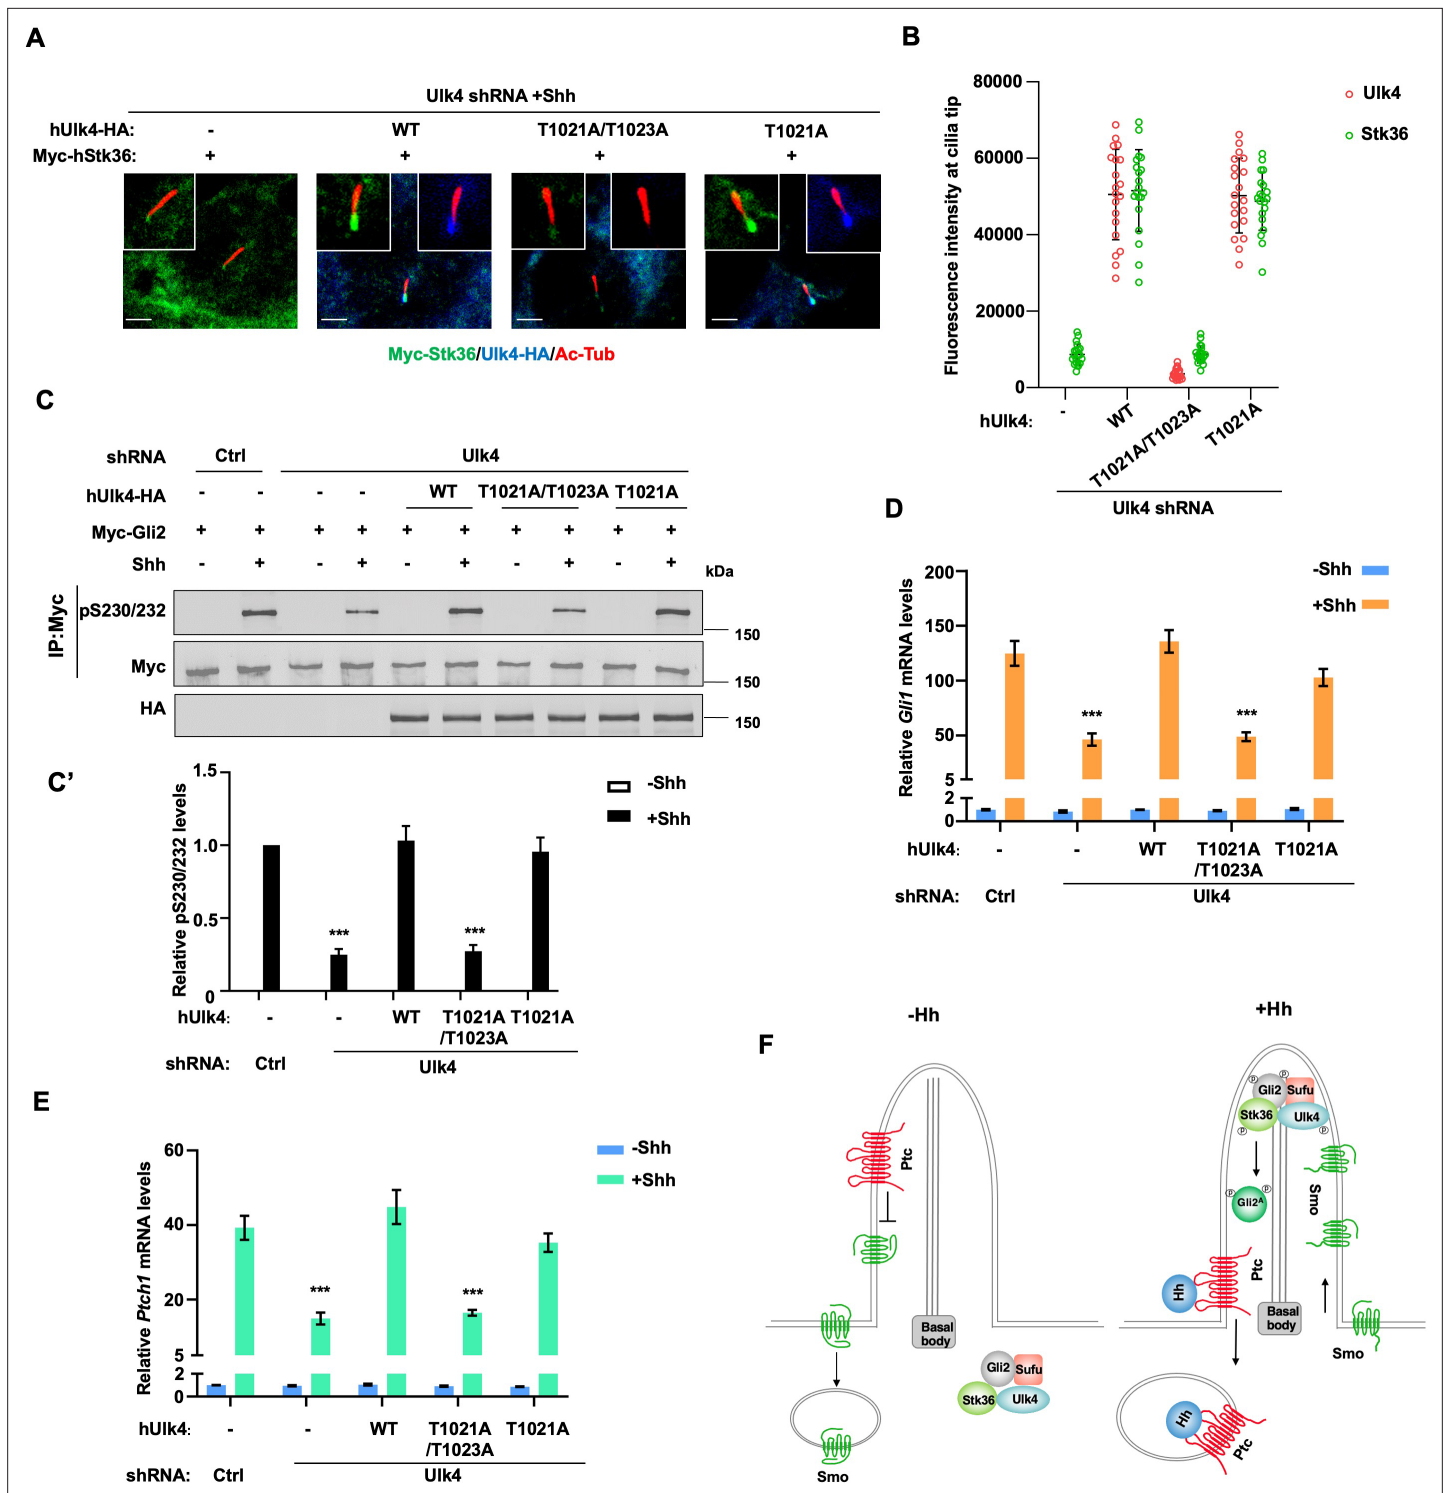 A
Ulk4 shRNA +Shh
hUlk4-HA: - WT T1021A/T1023A T1021A
Myc-hStk36: + + + +
Myc-Stk36/Ulk4-HA/Ac-Tub
B
Fluorescence intensity at cilia tip
80000
60000
40000
20000
0
Ulk4
Stk36
hUlk4: - WT T1021A/T1023A T1021A
Ulk4 shRNA
C
shRNA Ctrl Ulk4
hUlk4-HA - - - - WT T1021A/T1023A T1021A
Myc-Gli2 + + + + + + + + + +
Shh - + - + - + - + - +
kDa
IP:Myc
pS230/232
150
Myc
150
HA
150
C’
Relative pS230/232 levels
1.5
1.0
0.5
0
-Shh
+Shh
***
***
hUlk4: - - WT T1021A T1021A
/T1023A
shRNA: Ctrl Ulk4
D
Relative Gli1 mRNA levels
200
150
100
50
5
2
0
-Shh
+Shh
***
***
hUlk4: - - WT T1021A T1021A
/T1023A
shRNA: Ctrl Ulk4
E
Relative Ptch1 mRNA levels
60
40
20
5
2
0
-Shh
+Shh
***
***
hUlk4: - - WT T1021A T1021A
/T1023A
shRNA: Ctrl Ulk4
F
-Hh
Ptc
Basal
body
Gli2 Sufu
Stk36 Ulk4
Smo
+Hh
P P
Gli2 Sufu
Stk36 Ulk4
P P
P P
Gli2A
Smo
Ptc
Hh
Basal
body
Smo
Hh
Ptc